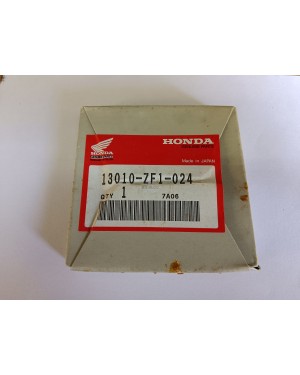 HONDA
HONDA
Made in JAPAN
13010-ZF1-024
QTY 1 7A06